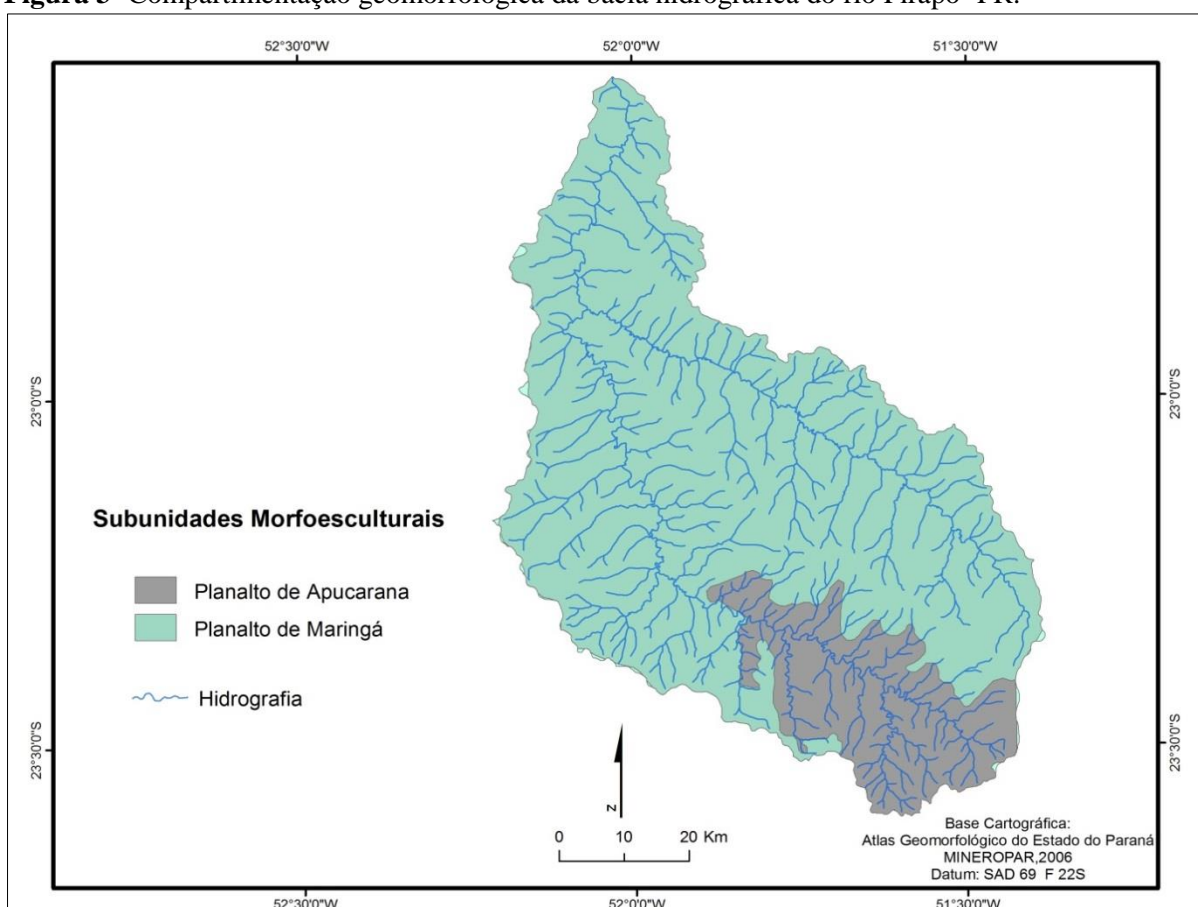 Figura 3- Compartimentação geomorfológica da bacia hidrográfica do rio Pirapó- PR.
52°30'0"W 52°0'0"W 51°30'0"W
23°0'0"S 23°0'0"S
Subunidades Morfoesculturais
Planalto de Apucarana
Planalto de Maringá
Hidrografia
23°30'0"S 23°30'0"S
N
0 10 20 Km
Base Cartográfica:
Atlas Geomorfológico do Estado do Paraná
MINEROPAR,2006
Datum: SAD 69 F 22S
52°30'0"W 52°0'0"W 51°30'0"W